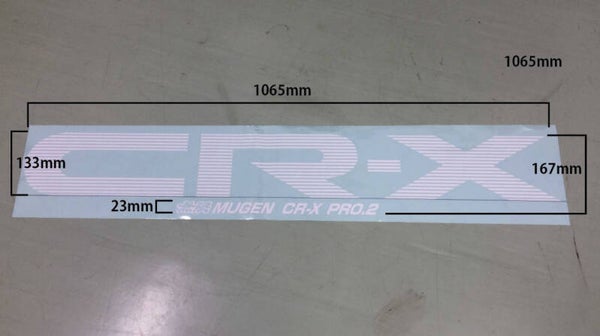 1065mm
1065mm
CR-X
133mm
167mm
23mm
MUGEN CR-X PRO.2